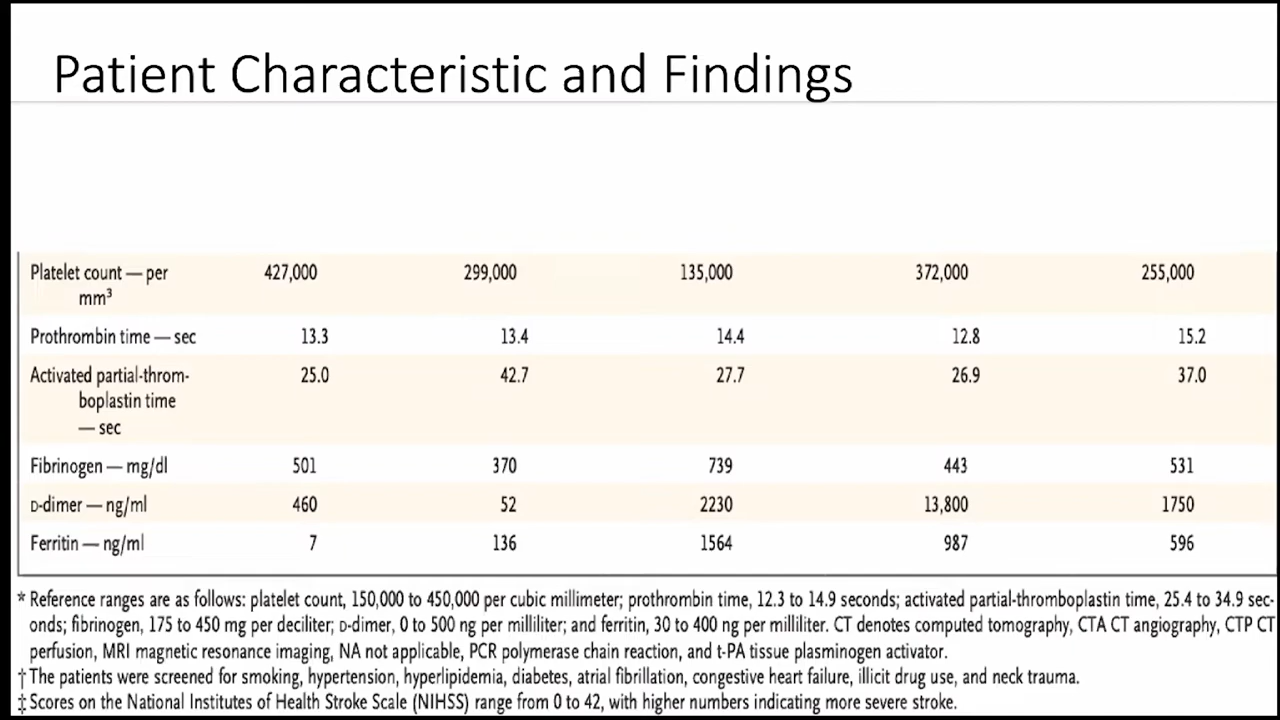 Patient Characteristic and Findings
Platelet count — per mm³ 427,000 299,000 135,000 372,000 255,000
Prothrombin time — sec 13.3 13.4 14.4 12.8 15.2
Activated partial-throm-
boplastin time
— sec 25.0 42.7 27.7 26.9 37.0
Fibrinogen — mg/dl 501 370 739 443 531
D-dimer — ng/ml 460 52 2230 13,800 1750
Ferritin — ng/ml 7 136 1564 987 596
* Reference ranges are as follows: platelet count, 150,000 to 450,000 per cubic millimeter; prothrombin time, 12.3 to 14.9 seconds; activated partial-thromboplastin time, 25.4 to 34.9 sec-
onds; fibrinogen, 175 to 450 mg per deciliter; D-dimer, 0 to 500 ng per milliliter; and ferritin, 30 to 400 ng per milliliter. CT denotes computed tomography, CTA CT angiography, CTP CT
perfusion, MRI magnetic resonance imaging, NA not applicable, PCR polymerase chain reaction, and t-PA tissue plasminogen activator.
† The patients were screened for smoking, hypertension, hyperlipidemia, diabetes, atrial fibrillation, congestive heart failure, illicit drug use, and neck trauma.
‡ Scores on the National Institutes of Health Stroke Scale (NIHSS) range from 0 to 42, with higher numbers indicating more severe stroke.